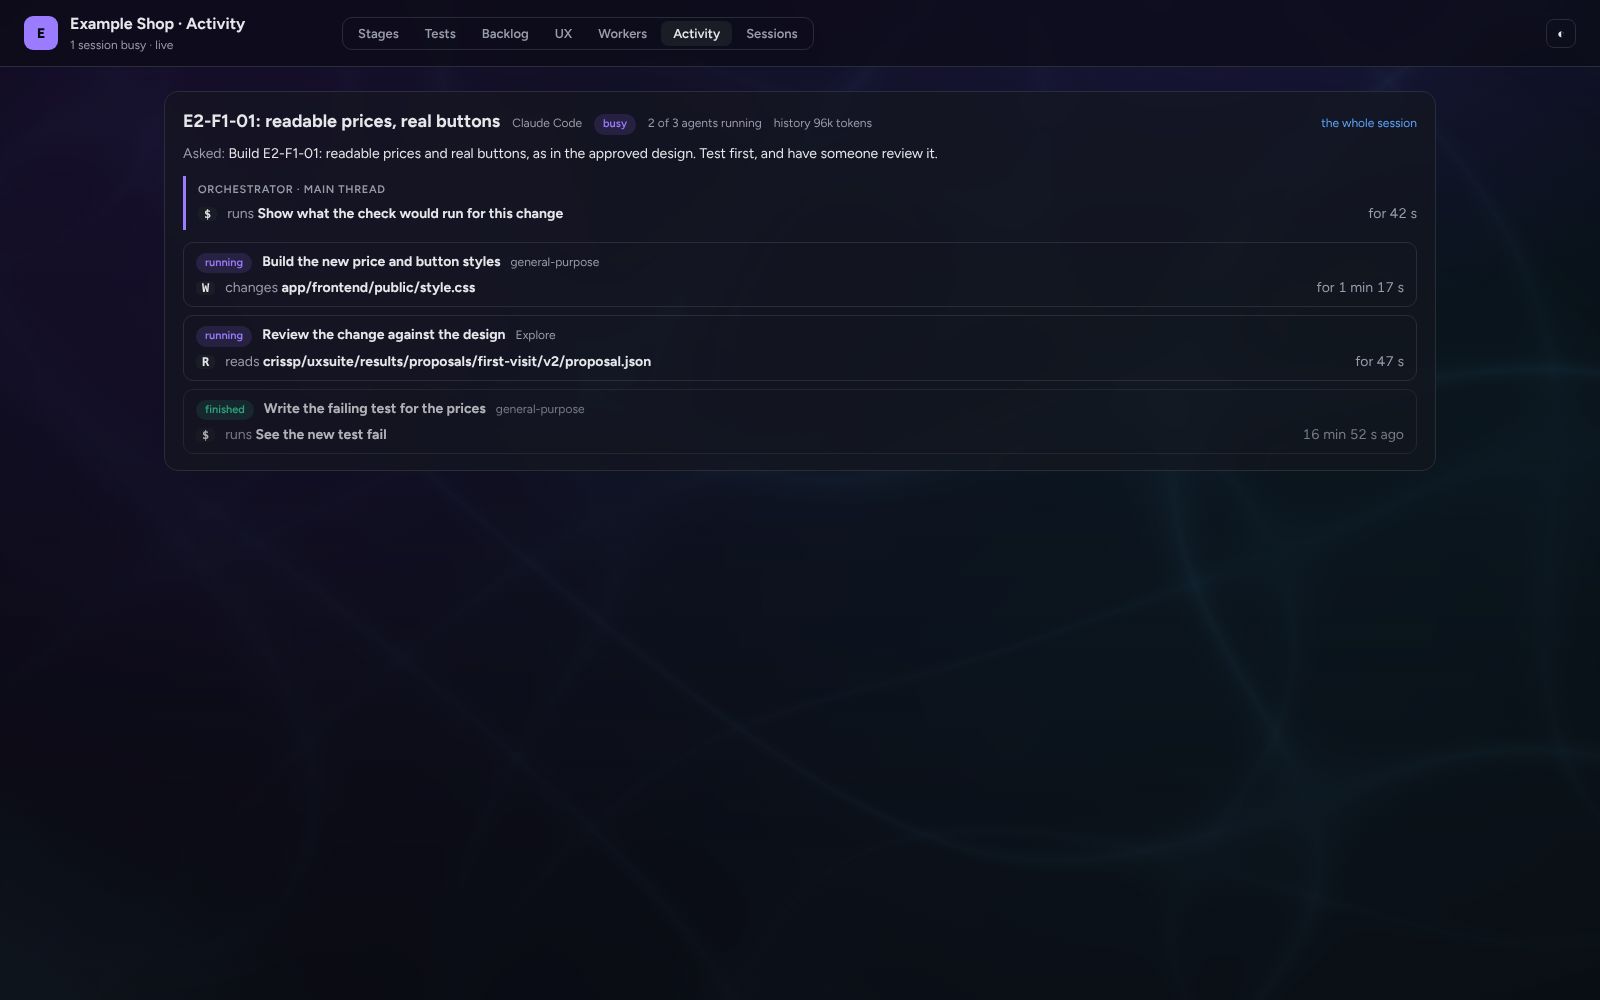 E
Example Shop · Activity
1 session busy · live
Stages Tests Backlog UX Workers Activity Sessions
E2-F1-01: readable prices, real buttons Claude Code busy 2 of 3 agents running history 96k tokens the whole session
Asked: Build E2-F1-01: readable prices and real buttons, as in the approved design. Test first, and have someone review it.
ORCHESTRATOR · MAIN THREAD
$ runs Show what the check would run for this change for 42 s
running Build the new price and button styles general-purpose
W changes app/frontend/public/style.css for 1 min 17 s
running Review the change against the design Explore
R reads crissp/uxsuite/results/proposals/first-visit/v2/proposal.json for 47 s
finished Write the failing test for the prices general-purpose
$ runs See the new test fail 16 min 52 s ago